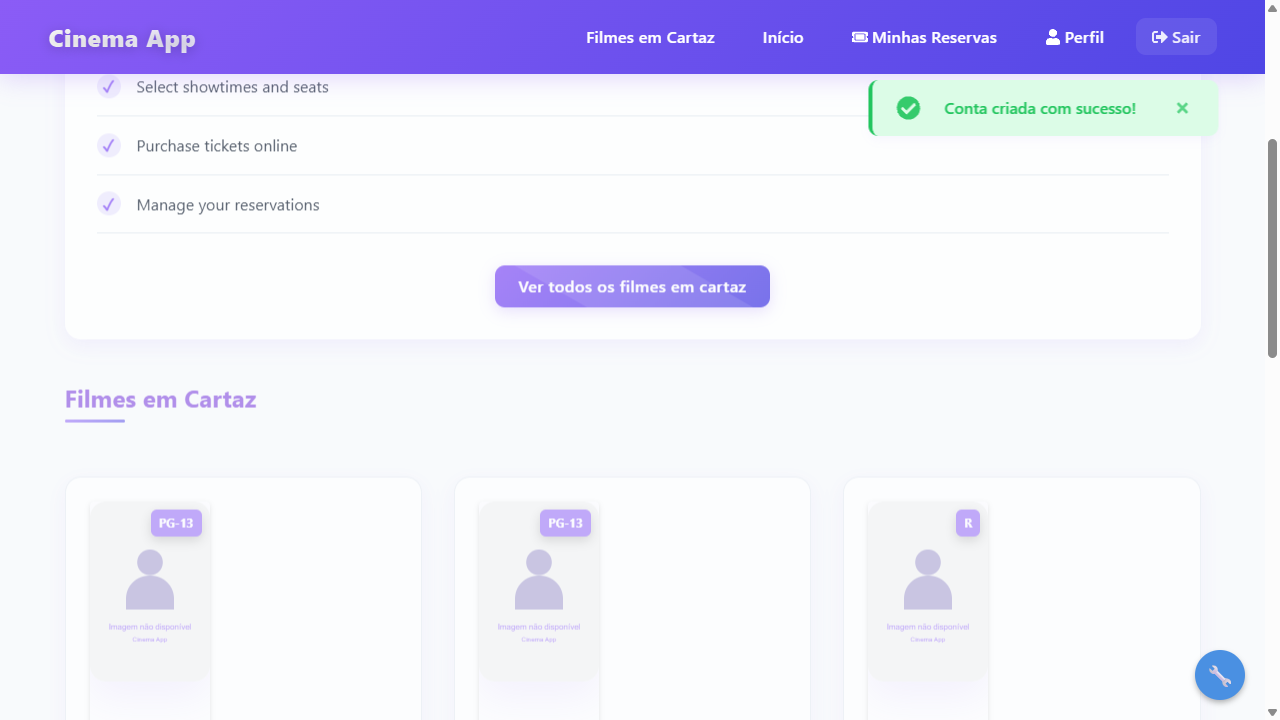 Cinema App
Filmes em Cartaz
Início
Minhas Reservas
Perfil
Sair
Select showtimes and seats
Conta criada com sucesso!
Purchase tickets online
Manage your reservations
Ver todos os filmes em cartaz
Filmes em Cartaz
PG-13
Imagem não disponível
Cinema App
PG-13
Imagem não disponível
Cinema App
R
Imagem não disponível
Cinema App